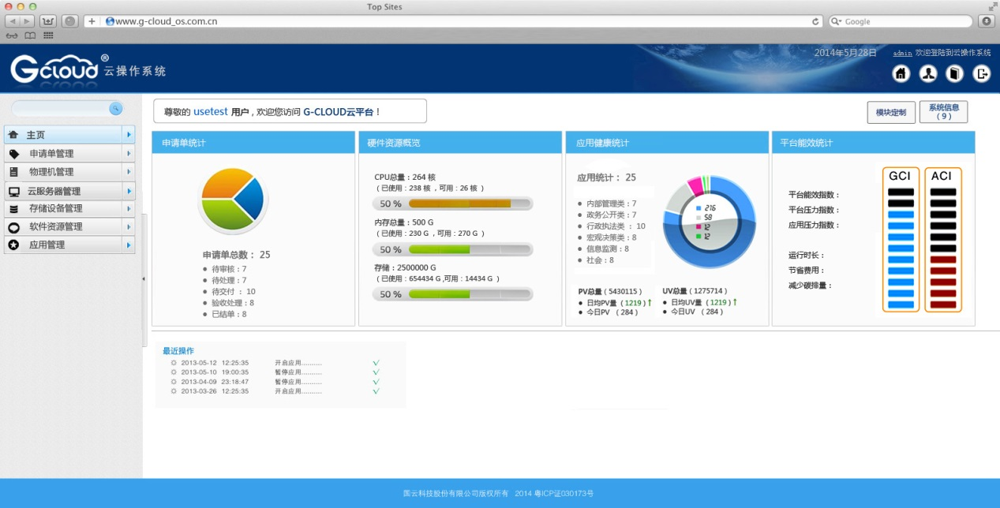 Top Sites
www.g-cloud_os.com.cn
Google
Gcloud® 云操作系统
2014年5月28日 admin 欢迎登陆到云操作系统
尊敬的 usetest 用户，欢迎您访问 G-CLOUD云平台！
模块定制
系统信息
( 9 )
主页
申请单管理
物理机管理
云服务器管理
存储设备管理
软件资源管理
应用管理
申请单统计
申请单总数： 25
待审核：7
待处理：7
待交付 ： 10
验收处理：8
已结单：8
硬件资源概览
CPU总量：264 核
( 已使用：238 核 ，可用：26 核 )
50 %
内存总量：500 G
( 已使用：230 G ，可用：270 G )
50 %
存储：2500000 G
( 已使用：654434 G ,可用：14434 G )
50 %
应用健康统计
应用统计： 25
内部管理类：7
政务公开类：7
行政执法类 ： 10
宏观决策类：8
信息监测：8
社会：8
216
58
12
12
PV总量 ( 5430115 )
日均PV量 ( 1219 ) ↑
今日PV ( 284 )
UV总量 ( 1275714 )
日均UV量 ( 1219 ) ↑
今日UV ( 284 )
平台能效统计
平台能效指数：
平台压力指数：
应用压力指数：
运行时长：
节省费用：
减少碳排量：
GCI
ACI
最近操作
2013-05-12 12:25:35 开启应用..........
2013-05-10 19:00:35 暂停应用..........
2013-04-09 23:18:47 暂停应用..........
2013-03-26 12:25:35 开启应用..........
国云科技股份有限公司版权所有 2014 粤ICP证030173号